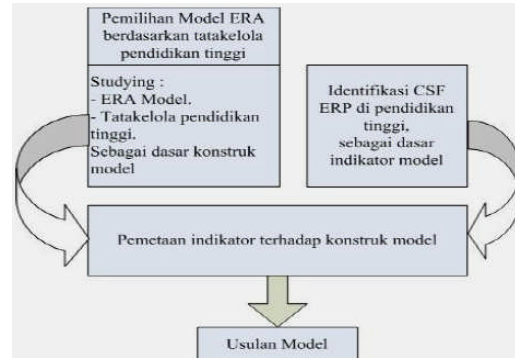 Pemilihan Model ERA
berdasarkan tatakelola
pendidikan tinggi
Studying :
- ERA Model.
- Tatakelola pendidikan
tinggi.
Sebagai dasar konstruk
model
Identifikasi CSF
ERP di pendidikan
tinggi,
sebagai dasar
indikator model
Pemetaan indikator terhadap konstruk model
Usulan Model